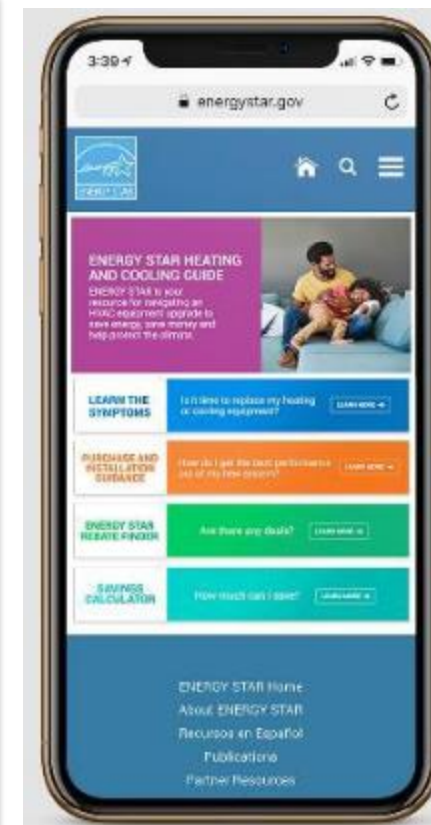 3:39
energystar.gov
ENERGY STAR
ENERGY STAR HEATING
AND COOLING GUIDE
ENERGY STAR is your
resource for navigating an
HVAC equipment upgrade to
save energy, save money and
help protect the climate.
LEARN THE
SYMPTOMS
Is it time to replace my heating
or cooling equipment?
LEARN MORE
PURCHASE AND
INSTALLATION
GUIDANCE
How do I get the best performance
out of my new system?
LEARN MORE
ENERGY STAR
REBATE FINDER
Are there any deals?
LEARN MORE
SAVINGS
CALCULATOR
How much can I save?
LEARN MORE
ENERGY STAR Home
About ENERGY STAR
Recursos en Español
Publications
Partner Resources